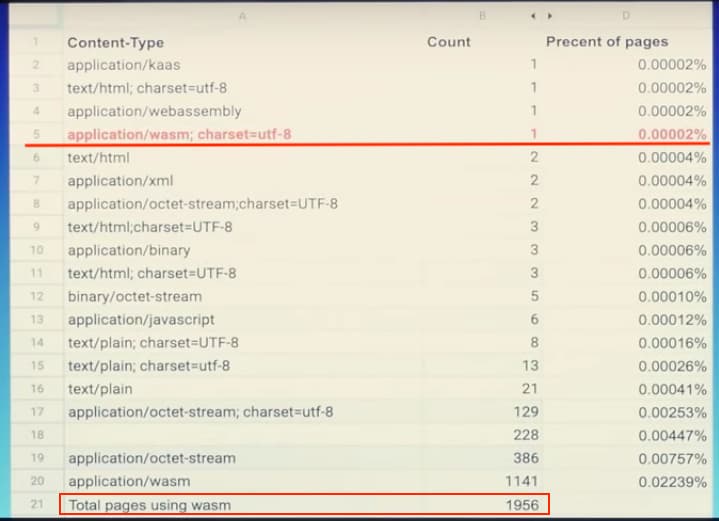 A B D
1 Content-Type Count Precent of pages
2 application/kaas 1 0.00002%
3 text/html; charset=utf-8 1 0.00002%
4 application/webassembly 1 0.00002%
5 application/wasm; charset=utf-8 1 0.00002%
6 text/html 2 0.00004%
7 application/xml 2 0.00004%
8 application/octet-stream;charset=UTF-8 2 0.00004%
9 text/html;charset=UTF-8 3 0.00006%
10 application/binary 3 0.00006%
11 text/html; charset=UTF-8 3 0.00006%
12 binary/octet-stream 5 0.00010%
13 application/javascript 6 0.00012%
14 text/plain; charset=UTF-8 8 0.00016%
15 text/plain; charset=utf-8 13 0.00026%
16 text/plain 21 0.00041%
17 application/octet-stream; charset=utf-8 129 0.00253%
18 228 0.00447%
19 application/octet-stream 386 0.00757%
20 application/wasm 1141 0.02239%
21 Total pages using wasm 1956